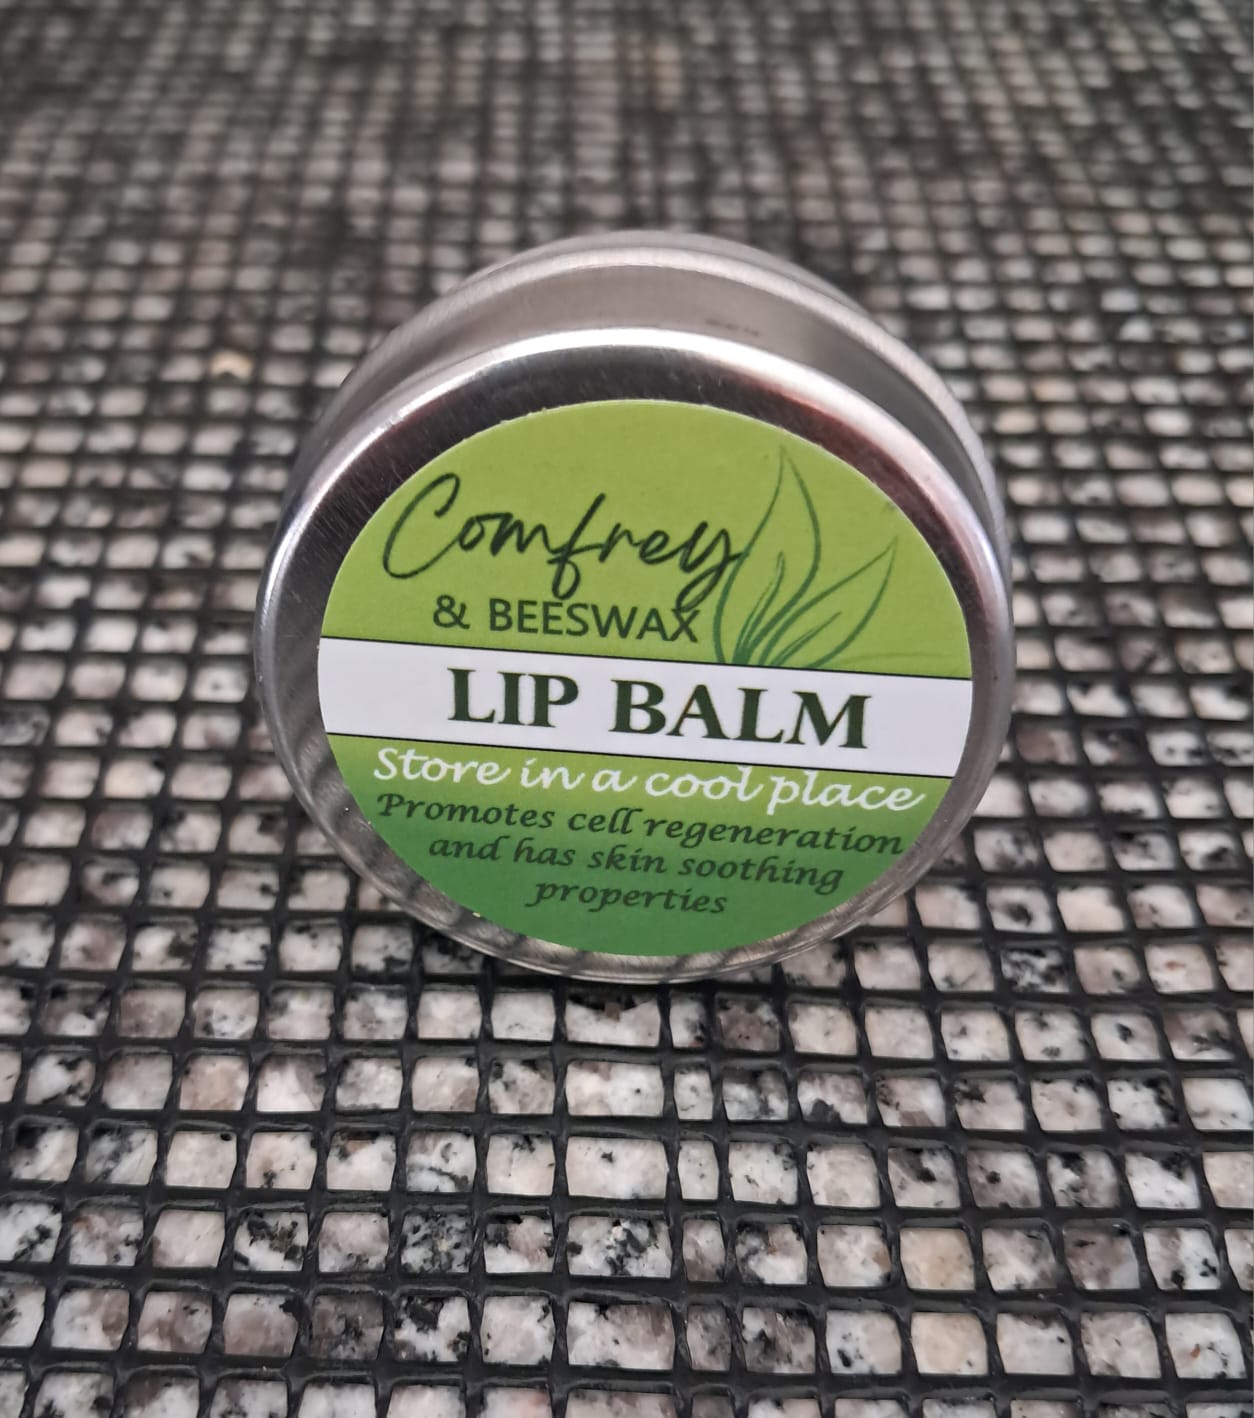 Comfrey
& BEESWAX
LIP BALM
Store in a cool place
Promotes cell regeneration
and has skin soothing
properties